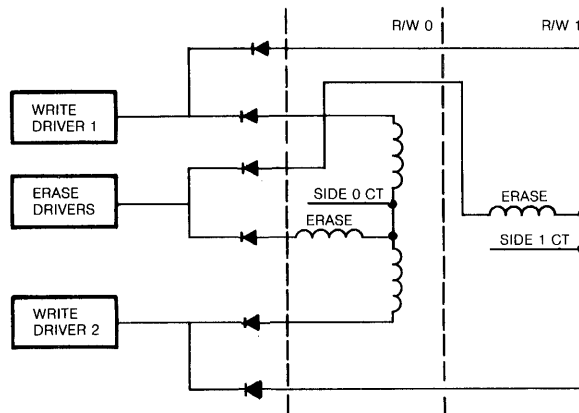 R/W 0
R/W 1
WRITE
DRIVER 1
ERASE
DRIVERS
SIDE 0 CT
ERASE
ERASE
SIDE 1 CT
WRITE
DRIVER 2